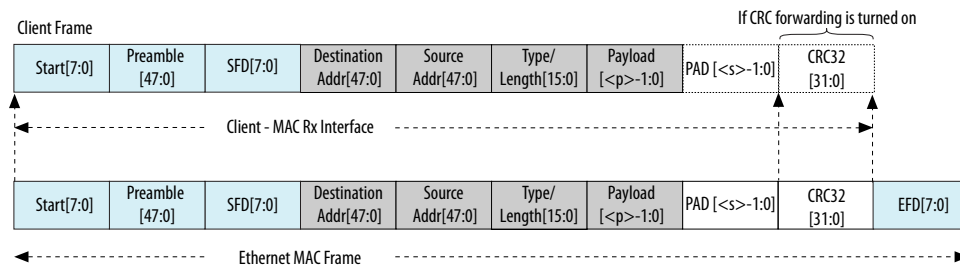 If CRC forwarding is turned on
Client Frame
Start[7:0]
Preamble
[47:0]
SFD[7:0]
Destination
Addr[47:0]
Source
Addr[47:0]
Type/
Length[15:0]
Payload
[<p>-1:0]
PAD [<s>-1:0]
CRC32
[31:0]
Client - MAC Rx Interface
Start[7:0]
Preamble
[47:0]
SFD[7:0]
Destination
Addr[47:0]
Source
Addr[47:0]
Type/
Length[15:0]
Payload
[<p>-1:0]
PAD [<s>-1:0]
CRC32
[31:0]
EFD[7:0]
Ethernet MAC Frame